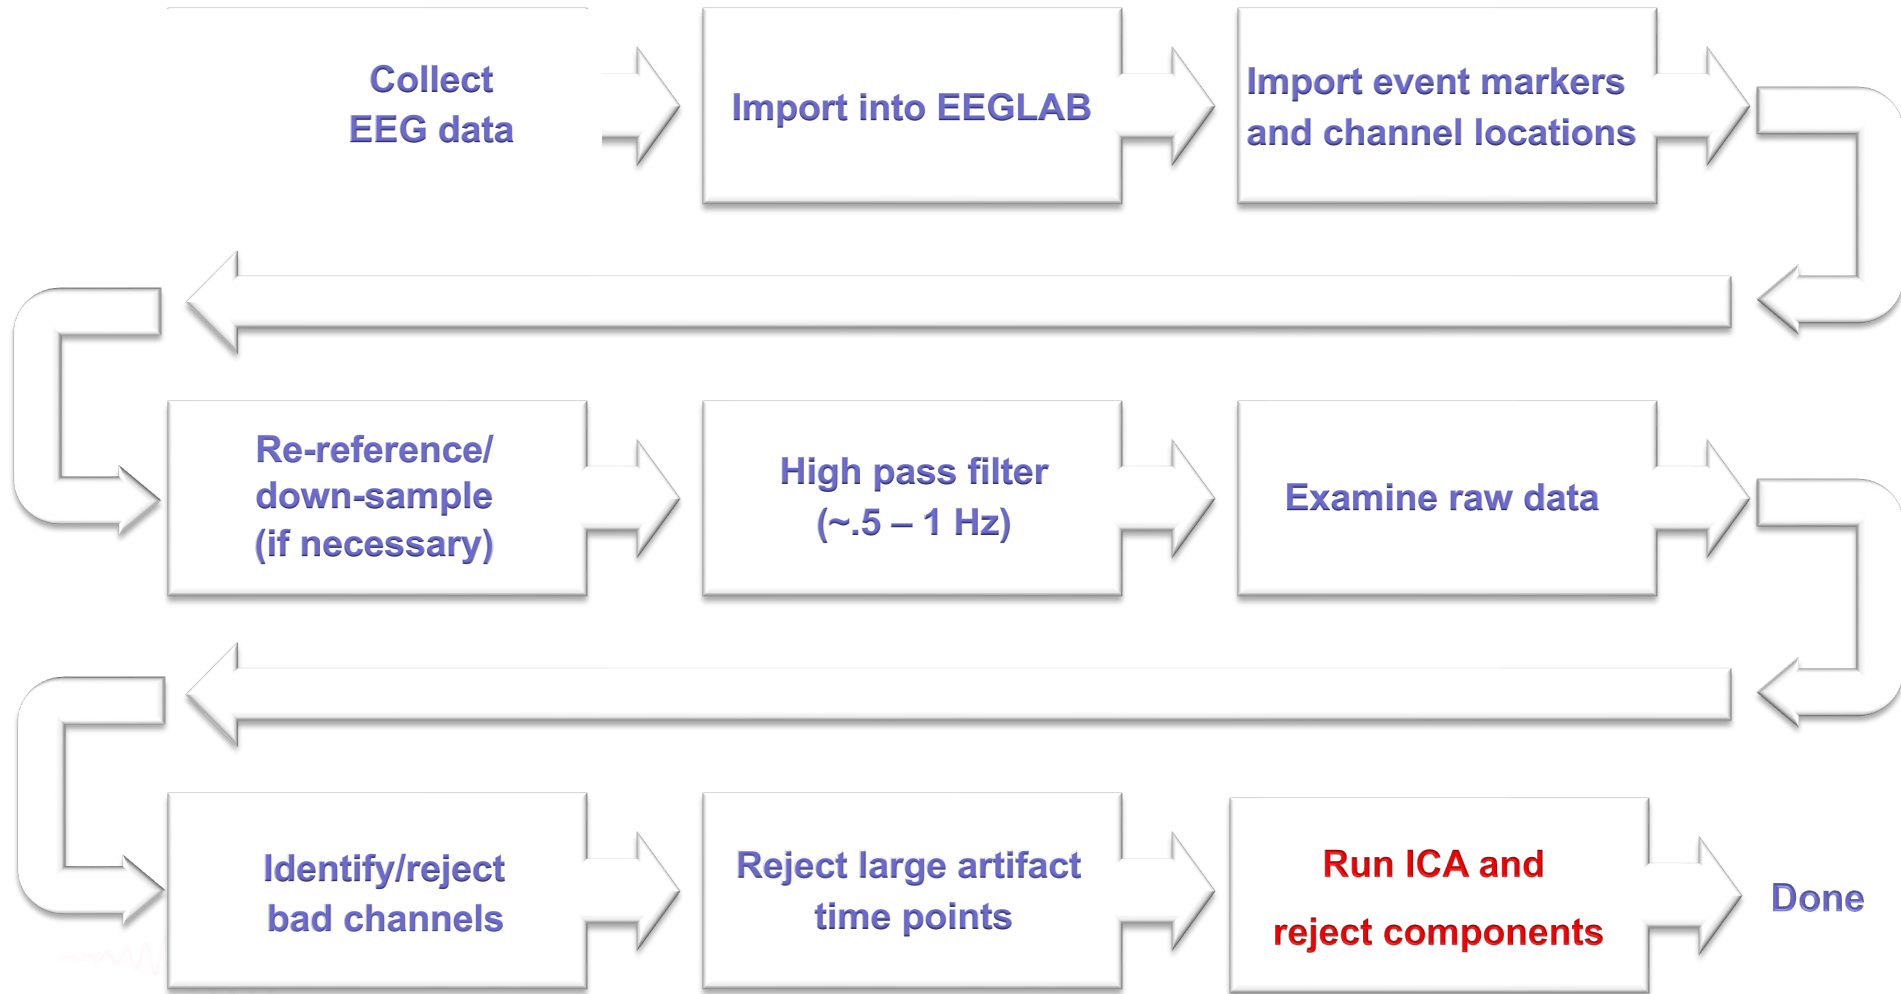 Collect
EEG data
Import into EEGLAB
Import event markers
and channel locations
Re-reference/
down-sample
(if necessary)
High pass filter
(~.5 – 1 Hz)
Examine raw data
Identify/reject
bad channels
Reject large artifact
time points
Run ICA and
reject components
Done